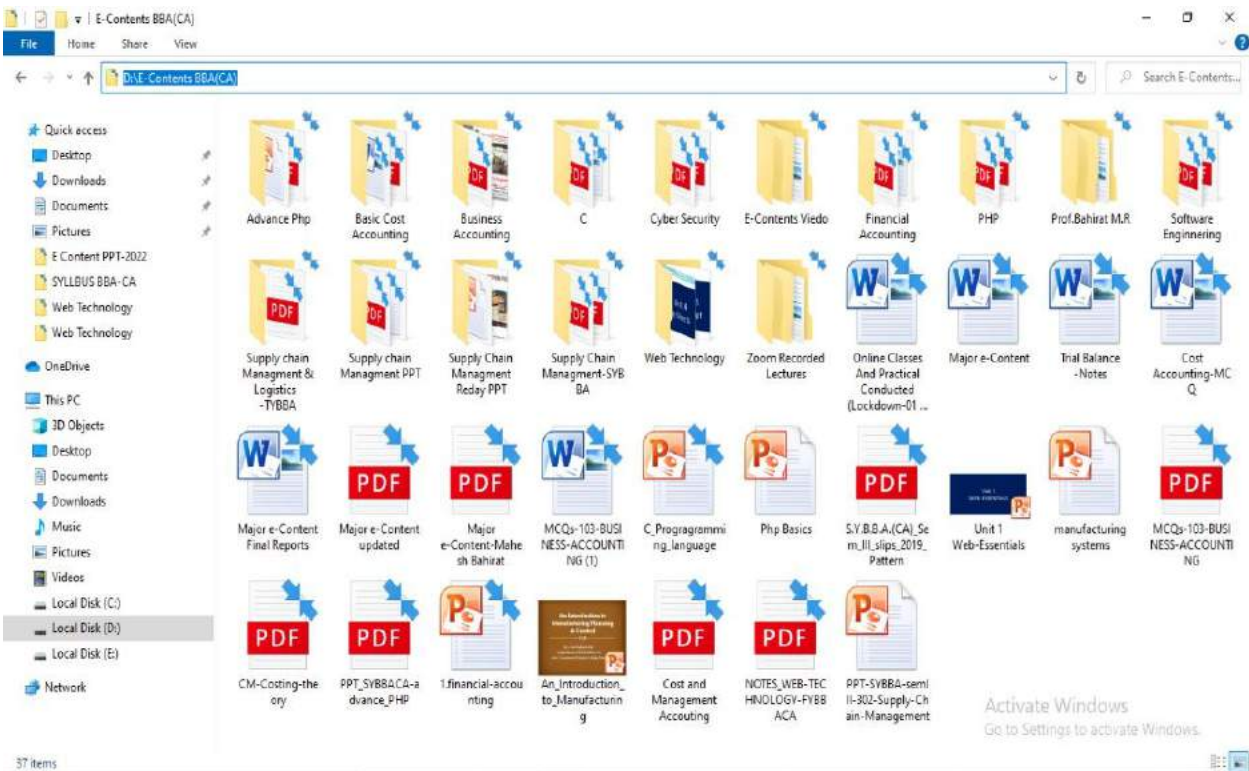 E-Contents BBA(CA)
File Home Share View
D:\E-Contents BBA(CA)
Search E-Contents...
Quick access
Desktop
Downloads
Documents
Pictures
E Content PPT-2022
SYLLBUS BBA-CA
Web Technology
Web Technology
OneDrive
This PC
3D Objects
Desktop
Documents
Downloads
Music
Pictures
Videos
Local Disk (C:)
Local Disk (D:)
Local Disk (E:)
Network
Advance Php
Basic Cost
Accounting
Business
Accounting
C
Cyber Security
E-Contents Viedo
Financial
Accounting
PHP
Prof.Bahirat M.R
Software
Enginnering
Supply chain
Managment &
Logistics
-TYBBA
Supply chain
Managment PPT
Supply Chain
Managment
Reday PPT
Supply Chain
Managment-SYB
BA
Web Technology
Zoom Recorded
Lectures
Online Classes
And Practical
Conducted
(Lockdown-01 ...
Major e-Content
Trial Balance
-Notes
Cost
Accounting-MC
Q
Major e-Content
Final Reports
Major e-Content
updated
Major
e-Content-Mahe
sh Bahirat
MCQs-103-BUSI
NESS-ACCOUNTI
NG (1)
C_Progragrammi
ng_language
Php Basics
S.Y.B.B.A.(CA)_Se
m_III_slips_2019_
Pattern
Unit 1
Web-Essentials
manufacturing
systems
MCQs-103-BUSI
NESS-ACCOUNTI
NG
CM-Costing-the
ory
PPT_SYBBACA-a
dvance_PHP
1.financial-accou
nting
An_Introduction_
to_Manufacturin
g
Cost and
Management
Accouting
NOTES_WEB-TEC
HNOLOGY-FYBB
ACA
PPT-SYBBA-semI
II-302-Supply-Ch
ain-Management
Activate Windows
Go to Settings to activate Windows.
37 items